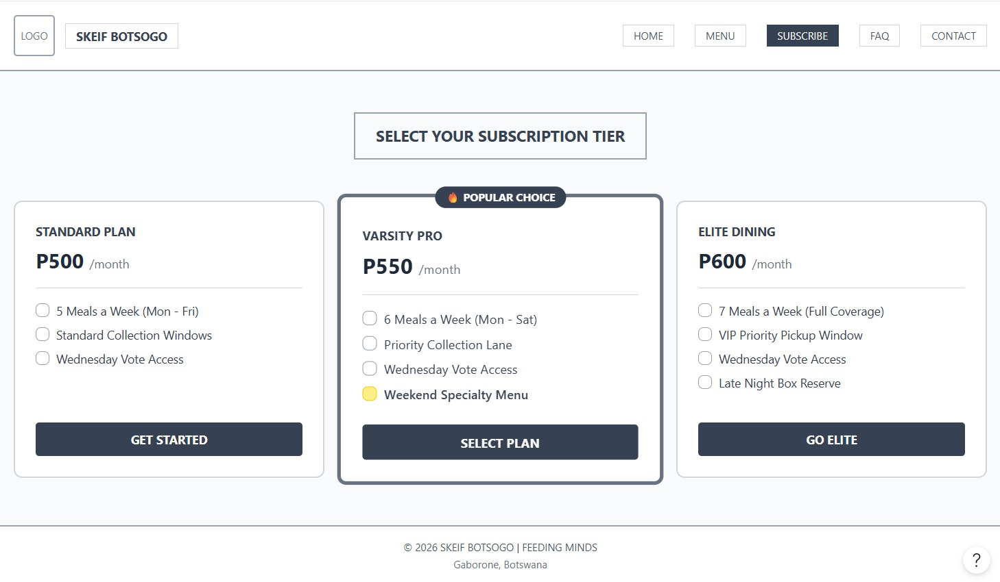 LOGO
SKEIF BOTSOGO
HOME
MENU
SUBSCRIBE
FAQ
CONTACT
SELECT YOUR SUBSCRIPTION TIER
STANDARD PLAN
P500 /month
5 Meals a Week (Mon - Fri)
Standard Collection Windows
Wednesday Vote Access
GET STARTED
🔥 POPULAR CHOICE
VARSITY PRO
P550 /month
6 Meals a Week (Mon - Sat)
Priority Collection Lane
Wednesday Vote Access
Weekend Specialty Menu
SELECT PLAN
ELITE DINING
P600 /month
7 Meals a Week (Full Coverage)
VIP Priority Pickup Window
Wednesday Vote Access
Late Night Box Reserve
GO ELITE
© 2026 SKEIF BOTSOGO | FEEDING MINDS
Gaborone, Botswana
?